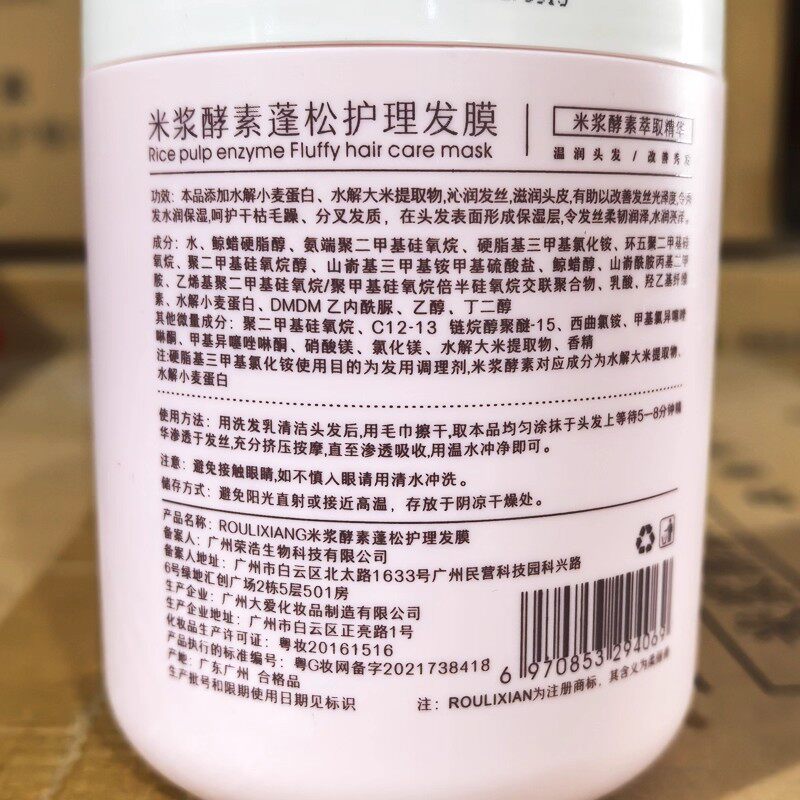 米浆酵素蓬松护理发膜
Rice pulp enzyme Fluffy hair care mask
米浆酵素萃取精华
温润头发 / 改善秀发
功效: 本品添加水解小麦蛋白、水解大米提取物,沁润发丝,滋润头皮,有助以改善发丝光泽度,令秀
发水润保湿,呵护干枯毛躁、分叉发质，在头发表面形成保湿层,令发丝柔韧润泽,水润亮泽。
成分: 水、鲸蜡硬脂醇、氨端聚二甲基硅氧烷、硬脂基三甲基氯化铵、环五聚二甲基硅
氧烷、聚二甲基硅氧烷醇、山嵛基三甲基铵甲基硫酸盐、鲸蜡醇、山嵛酰胺丙基二甲
胺、乙烯基聚二甲基硅氧烷/聚甲基硅氧烷倍半硅氧烷交联聚合物、乳酸、羟乙基纤维
素、水解小麦蛋白、DMDM 乙内酰脲、乙醇、丁二醇
其他微量成分: 聚二甲基硅氧烷、C12-13 链烷醇聚醚-15、西曲氯铵、甲基氯异噻唑
啉酮、甲基异噻唑啉酮、硝酸镁、氯化镁、水解大米提取物、香精
注:硬脂基三甲基氯化铵使用目的为发用调理剂,米浆酵素对应成分为水解大米提取物、
水解小麦蛋白
使用方法: 用洗发乳清洁头发后,用毛巾擦干,取本品均匀涂抹于头发上等待5—8分钟精
华渗透于发丝,充分挤压按摩,直至渗透吸收,用温水冲净即可。
注意: 避免接触眼睛,如不慎入眼请用清水冲洗。
储存方式: 避免阳光直射或接近高温，存放于阴凉干燥处。
产品名称: ROULIXIANG米浆酵素蓬松护理发膜
备案人: 广州荣浩生物科技有限公司
备案人地址: 广州市白云区北太路1633号广州民营科技园科兴路
6号绿地汇创广场2栋5层501房
生产企业: 广州大爱化妆品制造有限公司
生产企业地址: 广州市白云区正亮路1号
化妆品生产许可证: 粤妆20161516
产品执行的标准编号: 粤G妆网备字2021738418
产地: 广东广州 合格品
生产批号和限期使用日期见标识
6 970853 294069
注: ROULIXIAN为注册商标，其含义为柔丽香